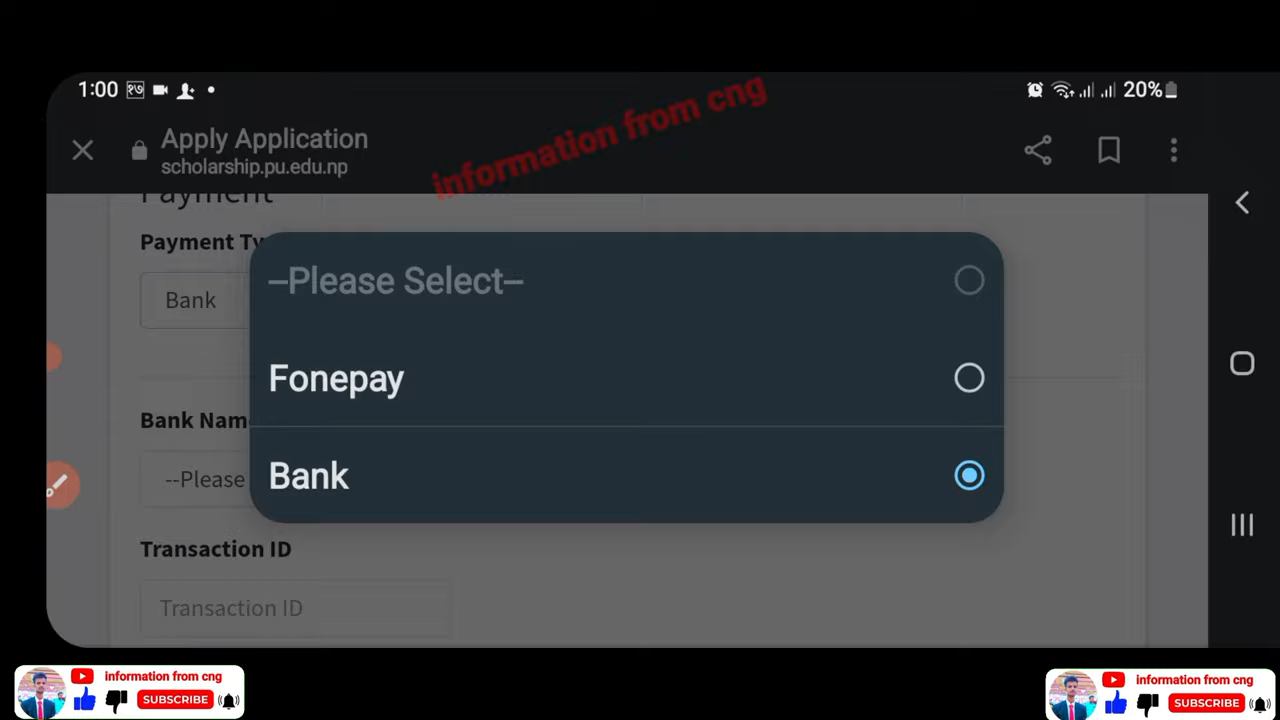 1:00 १७ 20%
Apply Application
scholarship.pu.edu.np
information from cng
Payment
Payment Ty
Bank
--Please Select--
Fonepay
Bank
Bank Nam
--Please
Transaction ID
Transaction ID
information from cng
SUBSCRIBE
information from cng
SUBSCRIBE